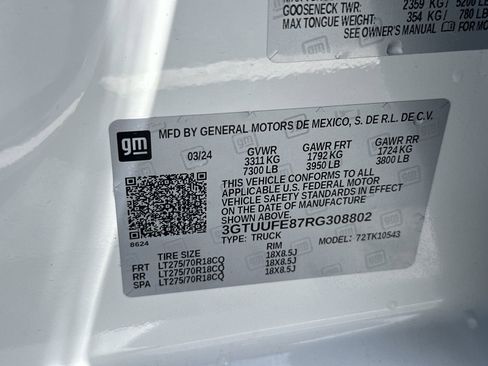 GOOSENECK TWR: 2359 KG/ 5200 LB
MAX TONGUE WEIGHT: 354 KG/ 780 LB
SEE OWNER'S MANUAL FOR MO
gm
MFD BY GENERAL MOTORS DE MEXICO, S. DE R.L. DE C.V.
03/24 GVWR GAWR FRT GAWR RR
3311 KG 1792 KG 1724 KG
7300 LB 3950 LB 3800 LB
THIS VEHICLE CONFORMS TO ALL
APPLICABLE U.S. FEDERAL MOTOR
VEHICLE SAFETY STANDARDS IN EFFECT
ON THE DATE OF MANUFACTURE
SHOWN ABOVE.
3GTUUFE87RG308802
TYPE: TRUCK MODEL: 72TK10543
8624
TIRE SIZE RIM
FRT LT275/70R18CQ 18X8.5J
RR LT275/70R18CQ 18X8.5J
SPA LT275/70R18CQ 18X8.5J